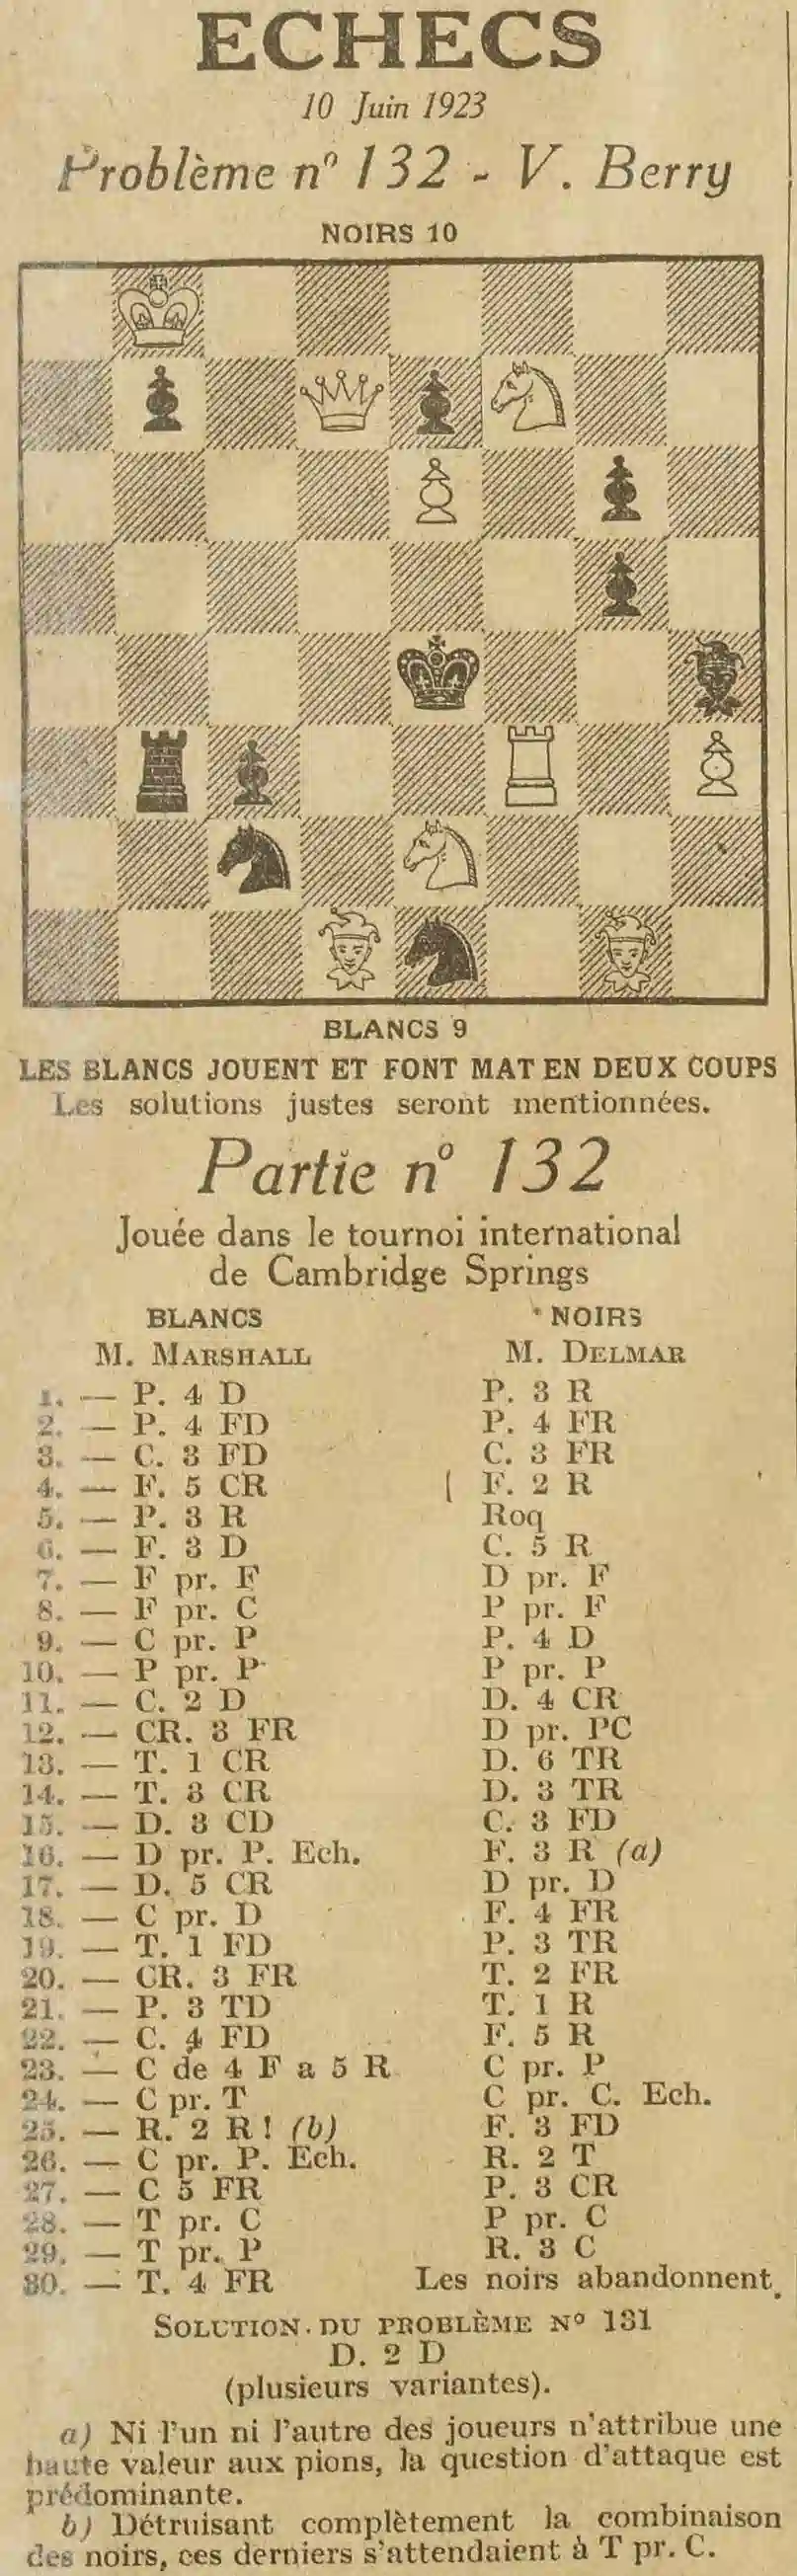 ECHECS
10 Juin 1923
Problème nº 132 - V. Berry
NOIRS 10
BLANCS 9
LES BLANCS JOUENT ET FONT MAT EN DEUX COUPS
Les solutions justes seront mentionnées.
Partie nº 132
Jouée dans le tournoi international
de Cambridge Springs
BLANCS NOIRS
M. MARSHALL M. DELMAR
1. — P. 4 D P. 3 R
2. — P. 4 FD P. 4 FR
3. — C. 3 FD C. 3 FR
4. — F. 5 CR F. 2 R
5. — P. 3 R Roq
6. — F. 3 D C. 5 R
7. — F pr. F D pr. F
8. — F pr. C P pr. F
9. — C pr. P P. 4 D
10. — P pr. P P pr. P
11. — C. 2 D D. 4 CR
12. — CR. 3 FR D pr. PC
13. — T. 1 CR D. 6 TR
14. — T. 3 CR D. 3 TR
15. — D. 3 CD C. 3 FD
16. — D pr. P. Ech. F. 3 R (a)
17. — D. 5 CR D pr. D
18. — C pr. D F. 4 FR
19. — T. 1 FD P. 3 TR
20. — CR. 3 FR T. 2 FR
21. — P. 3 TD T. 1 R
22. — C. 4 FD F. 5 R
23. — C de 4 F a 5 R C pr. P
24. — C pr. T C pr. C. Ech.
25. — R. 2 R ! (b) F. 3 FD
26. — C pr. P. Ech. R. 2 T
27. — C 5 FR P. 3 CR
28. — T pr. C P pr. C
29. — T pr. P R. 3 C
30. — T. 4 FR Les noirs abandonnent.
SOLUTION DU PROBLÈME Nº 131
D. 2 D
(plusieurs variantes).
a) Ni l'un ni l'autre des joueurs n'attribue une
haute valeur aux pions, la question d'attaque est
prédominante.
b) Détruisant complètement la combinaison
des noirs, ces derniers s'attendaient à T pr. C.